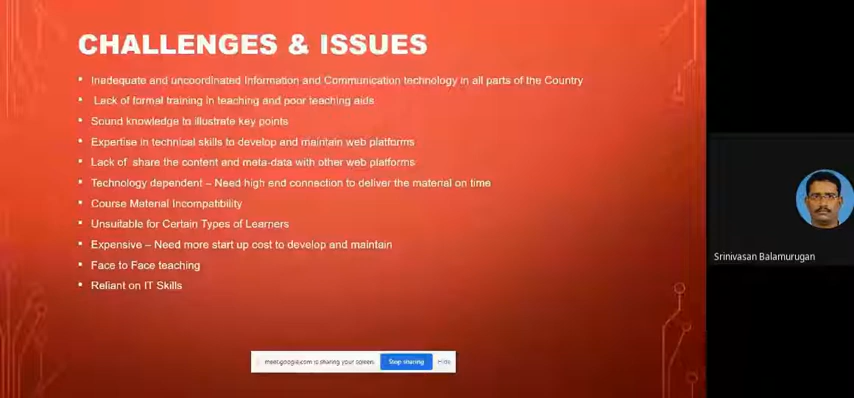 CHALLENGES & ISSUES
▪ Inadequate and uncoordinated Information and Communication technology in all parts of the Country
▪ Lack of formal training in teaching and poor teaching aids
▪ Sound knowledge to illustrate key points
▪ Expertise in technical skills to develop and maintain web platforms
▪ Lack of share the content and meta-data with other web platforms
▪ Technology dependent – Need high end connection to deliver the material on time
▪ Course Material Incompatibility
▪ Unsuitable for Certain Types of Learners
▪ Expensive – Need more start up cost to develop and maintain
▪ Face to Face teaching
▪ Reliant on IT Skills
meet.google.com is sharing your screen. Stop sharing Hide
Srinivasan Balamurugan